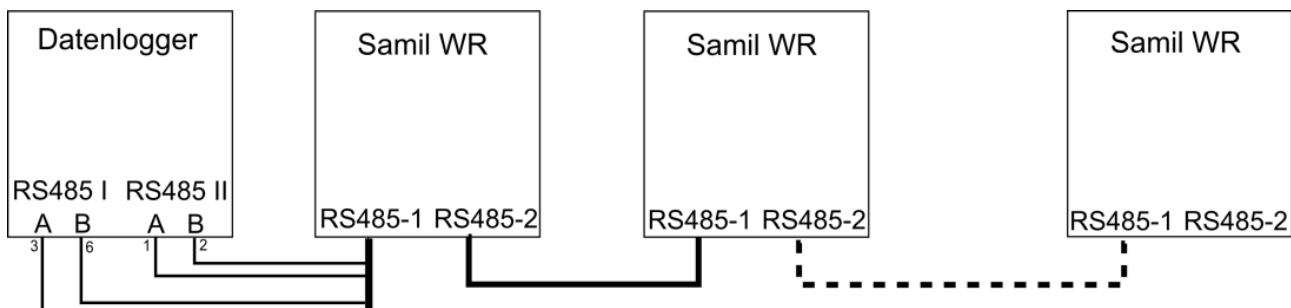 Datenlogger
RS485 I RS485 II
A B A B
3 6 1 2
Samil WR
RS485-1 RS485-2
Samil WR
RS485-1 RS485-2
Samil WR
RS485-1 RS485-2